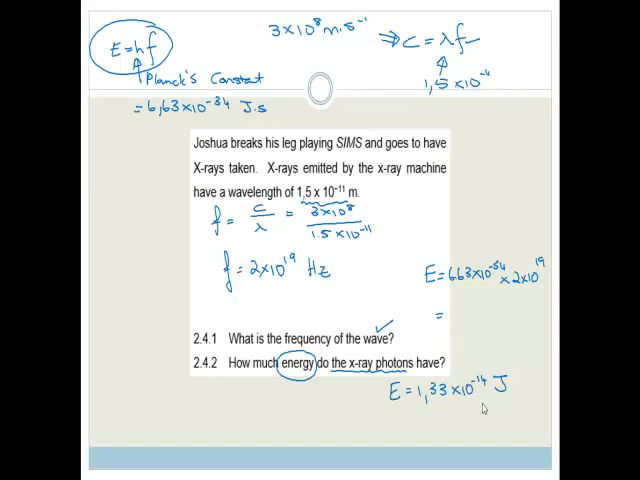 E = hf
3×10⁸ m.s⁻¹ ⇒ c = λf
Planck's Constant
= 6,63×10⁻³⁴ J.s
1,5×10⁻¹¹
Joshua breaks his leg playing SIMS and goes to have
X-rays taken. X-rays emitted by the x-ray machine
have a wavelength of 1,5 x 10⁻¹¹ m.
f = c/λ = 3×10⁸/1.5×10⁻¹¹
f = 2×10¹⁹ Hz
E = 6.63×10⁻³⁴ × 2×10¹⁹
=
2.4.1 What is the frequency of the wave?
2.4.2 How much energy do the x-ray photons have?
E = 1,33×10⁻¹⁴ J